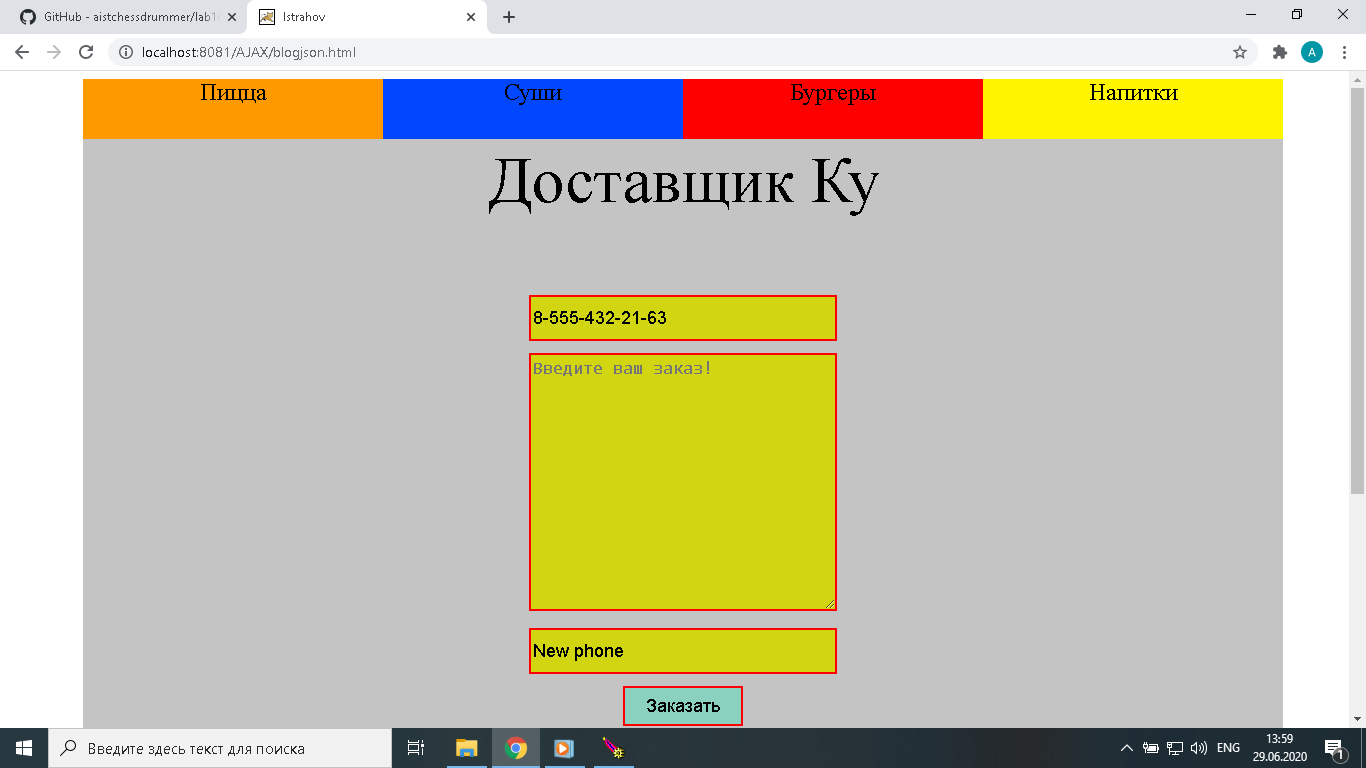 GitHub - aistchessdrummer/lab1
Istrahov
localhost:8081/AJAX/blogjson.html
A
Пицца
Суши
Бургеры
Напитки
Доставщик Ку
8-555-432-21-63
Введите ваш заказ!
New phone
Заказать
Введите здесь текст для поиска
ENG
13:59
29.06.2020
1